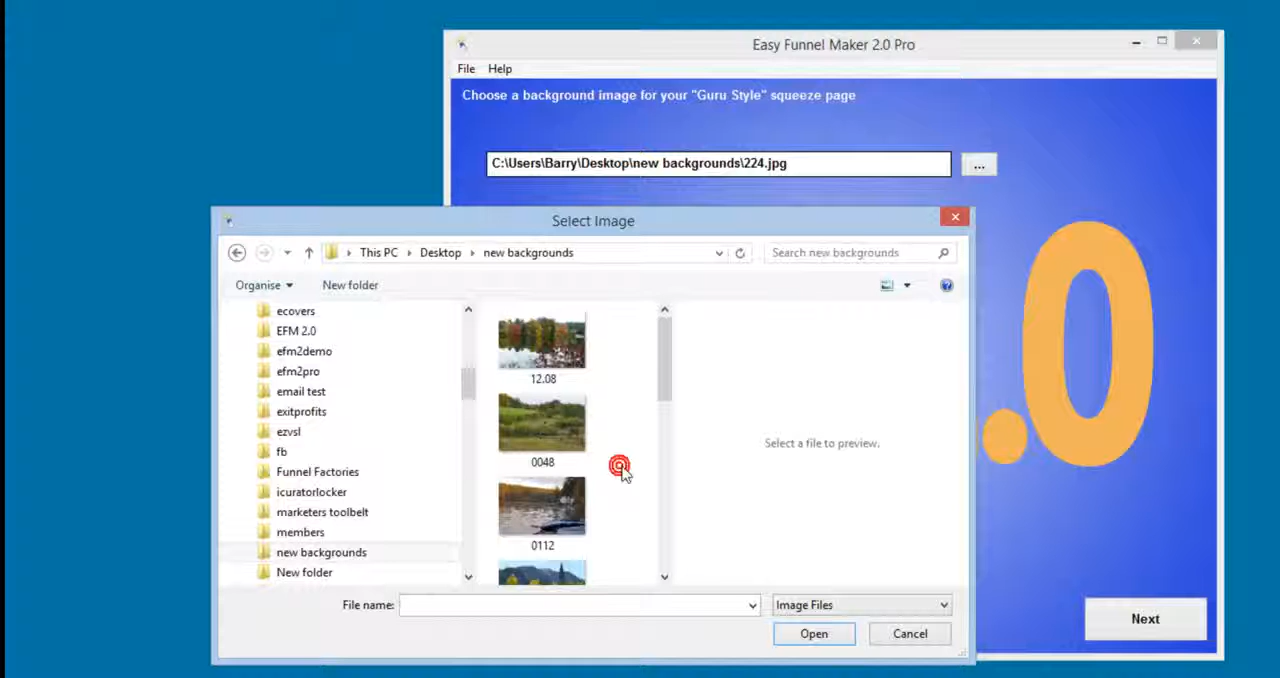 Easy Funnel Maker 2.0 Pro
File Help
Choose a background image for your "Guru Style" squeeze page
C:\Users\Barry\Desktop\new backgrounds\224.jpg
...
.0
Select Image
This PC Desktop new backgrounds
Search new backgrounds
Organise New folder
ecovers
EFM 2.0
efm2demo
efm2pro
email test
exitprofits
ezvsl
fb
Funnel Factories
icuratorlocker
marketers toolbelt
members
new backgrounds
New folder
12.08
0048
0112
Select a file to preview.
File name:
Image Files
Open Cancel
Next